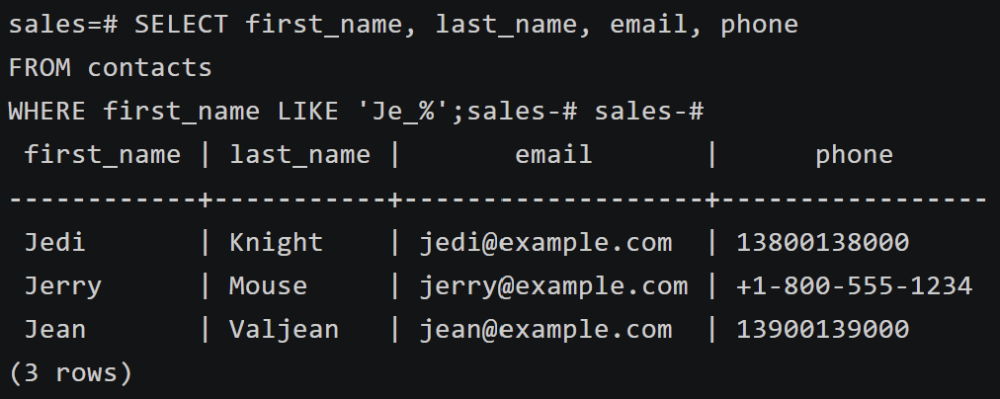 sales=# SELECT first_name, last_name, email, phone
FROM contacts
WHERE first_name LIKE 'Je_%';sales-# sales-#
 first_name | last_name |       email       |      phone
------------+-----------+-------------------+-----------------
 Jedi       | Knight    | jedi@example.com  | 13800138000
 Jerry      | Mouse     | jerry@example.com | +1-800-555-1234
 Jean       | Valjean   | jean@example.com  | 13900139000
(3 rows)